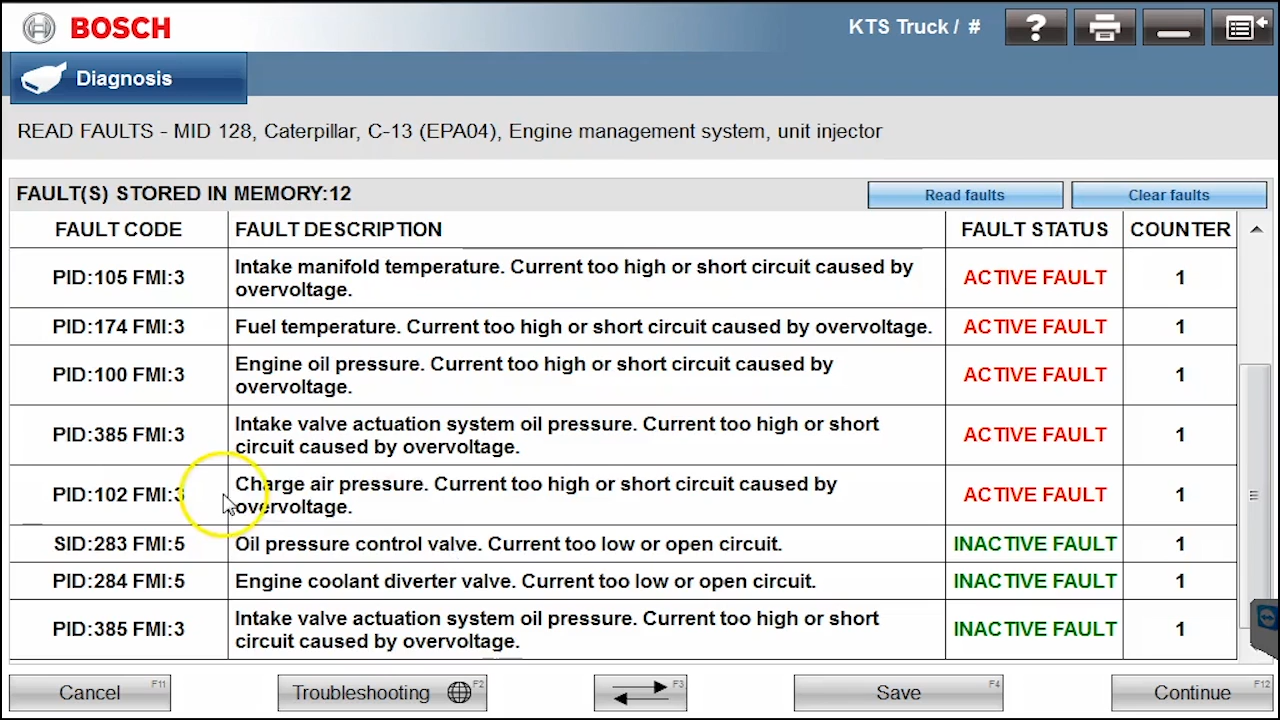 BOSCH
KTS Truck / #
?
Diagnosis
READ FAULTS - MID 128, Caterpillar, C-13 (EPA04), Engine management system, unit injector
FAULT(S) STORED IN MEMORY:12
Read faults
Clear faults
FAULT CODE FAULT DESCRIPTION FAULT STATUS COUNTER
PID:105 FMI:3 Intake manifold temperature. Current too high or short circuit caused by
overvoltage. ACTIVE FAULT 1
PID:174 FMI:3 Fuel temperature. Current too high or short circuit caused by overvoltage. ACTIVE FAULT 1
PID:100 FMI:3 Engine oil pressure. Current too high or short circuit caused by
overvoltage. ACTIVE FAULT 1
PID:385 FMI:3 Intake valve actuation system oil pressure. Current too high or short
circuit caused by overvoltage. ACTIVE FAULT 1
PID:102 FMI:3 Charge air pressure. Current too high or short circuit caused by
overvoltage. ACTIVE FAULT 1
SID:283 FMI:5 Oil pressure control valve. Current too low or open circuit. INACTIVE FAULT 1
PID:284 FMI:5 Engine coolant diverter valve. Current too low or open circuit. INACTIVE FAULT 1
PID:385 FMI:3 Intake valve actuation system oil pressure. Current too high or short
circuit caused by overvoltage. INACTIVE FAULT 1
Cancel F11
Troubleshooting F2
F3
Save F4
Continue F12